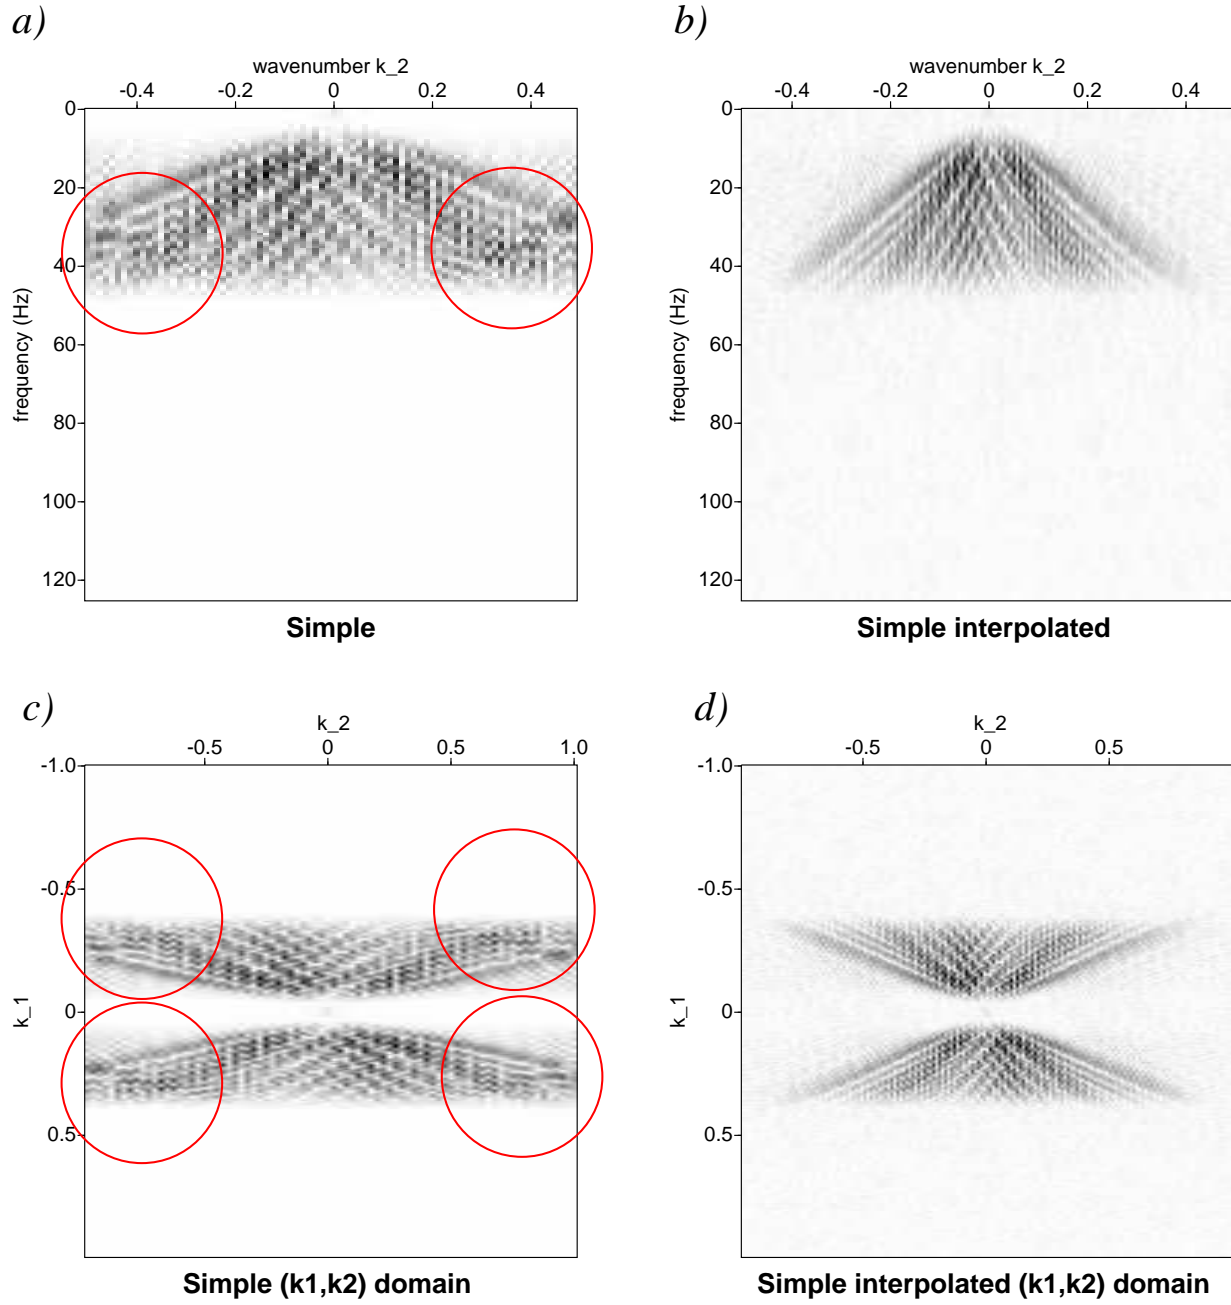 a)
b)
wavenumber k_2
wavenumber k_2
-0.4 -0.2 0 0.2 0.4
-0.4 -0.2 0 0.2 0.4
0
20
40
60
80
100
120
frequency (Hz)
0
20
40
60
80
100
120
frequency (Hz)
Simple
Simple interpolated
c)
d)
k_2
k_2
-0.5 0 0.5 1.0
-0.5 0 0.5
-1.0
-0.5
0
0.5
k_1
-1.0
-0.5
0
0.5
k_1
Simple (k1,k2) domain
Simple interpolated (k1,k2) domain